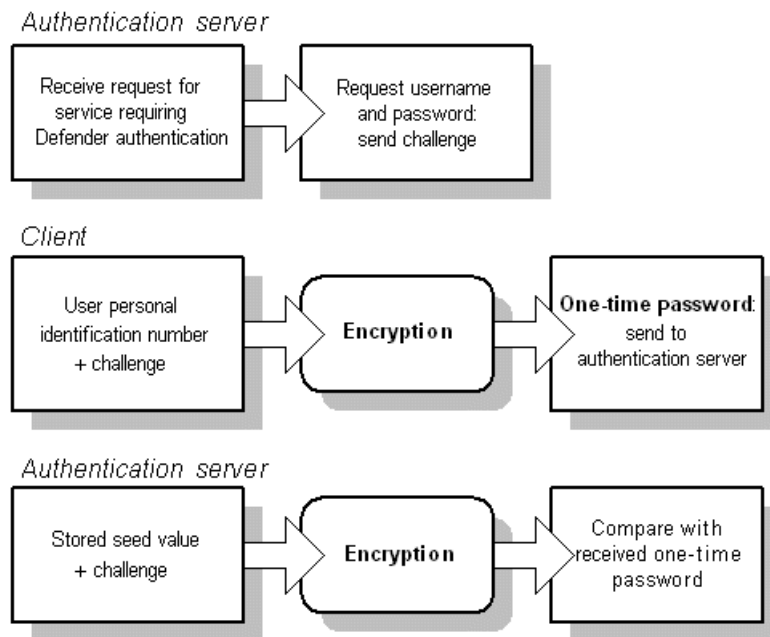 Authentication server
Receive request for
service requiring
Defender authentication
Request username
and password:
send challenge
Client
User personal
identification number
+ challenge
Encryption
One-time password:
send to
authentication server
Authentication server
Stored seed value
+ challenge
Encryption
Compare with
received one-time
password